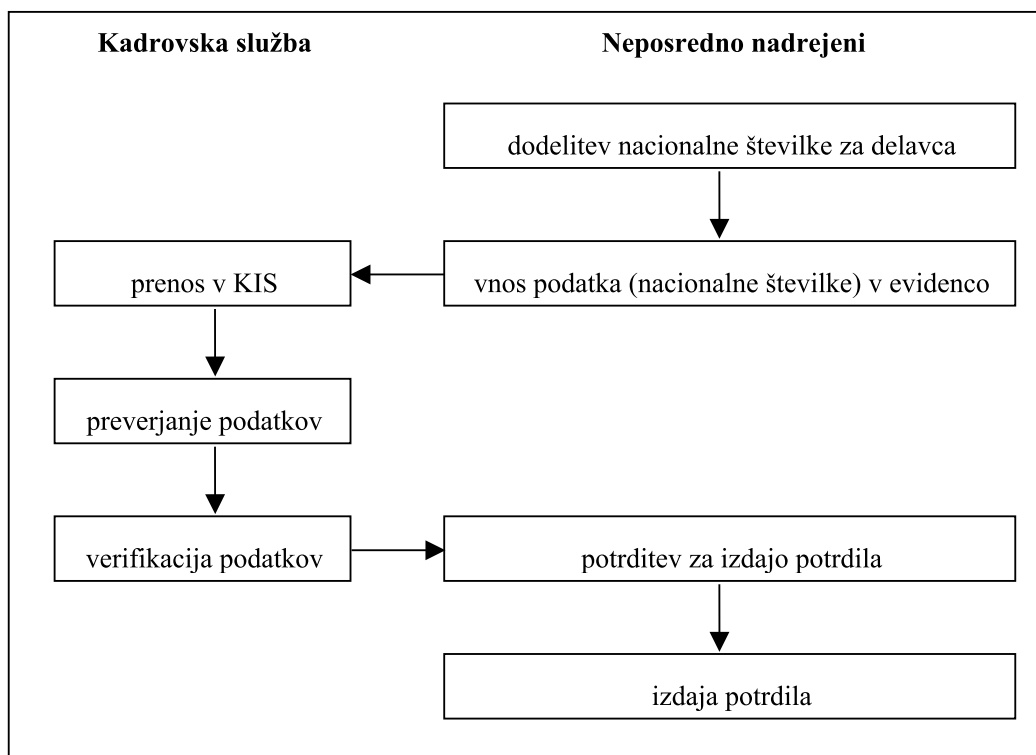 Kadrovska služba
Neposredno nadrejeni
dodelitev nacionalne številke za delavca
prenos v KIS
vnos podatka (nacionalne številke) v evidenco
preverjanje podatkov
verifikacija podatkov
potrditev za izdajo potrdila
izdaja potrdila